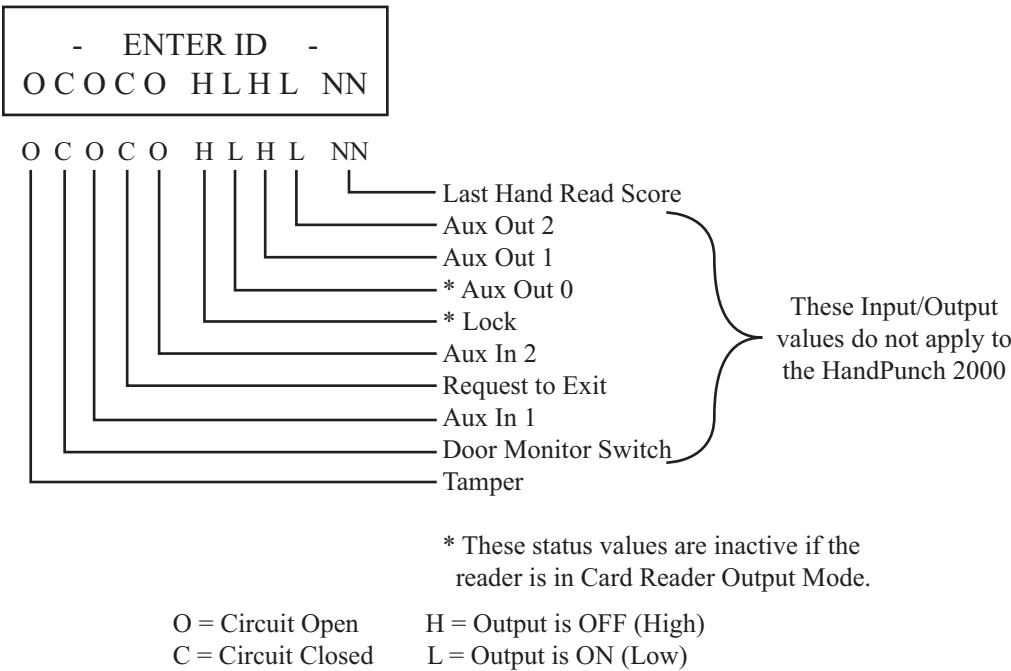 - ENTER ID -
O C O C O H L H L NN
O C O C O H L H L NN
Last Hand Read Score
Aux Out 2
Aux Out 1
* Aux Out 0
* Lock
Aux In 2
Request to Exit
Aux In 1
Door Monitor Switch
Tamper
These Input/Output
values do not apply to
the HandPunch 2000
* These status values are inactive if the
reader is in Card Reader Output Mode.
O = Circuit Open H = Output is OFF (High)
C = Circuit Closed L = Output is ON (Low)